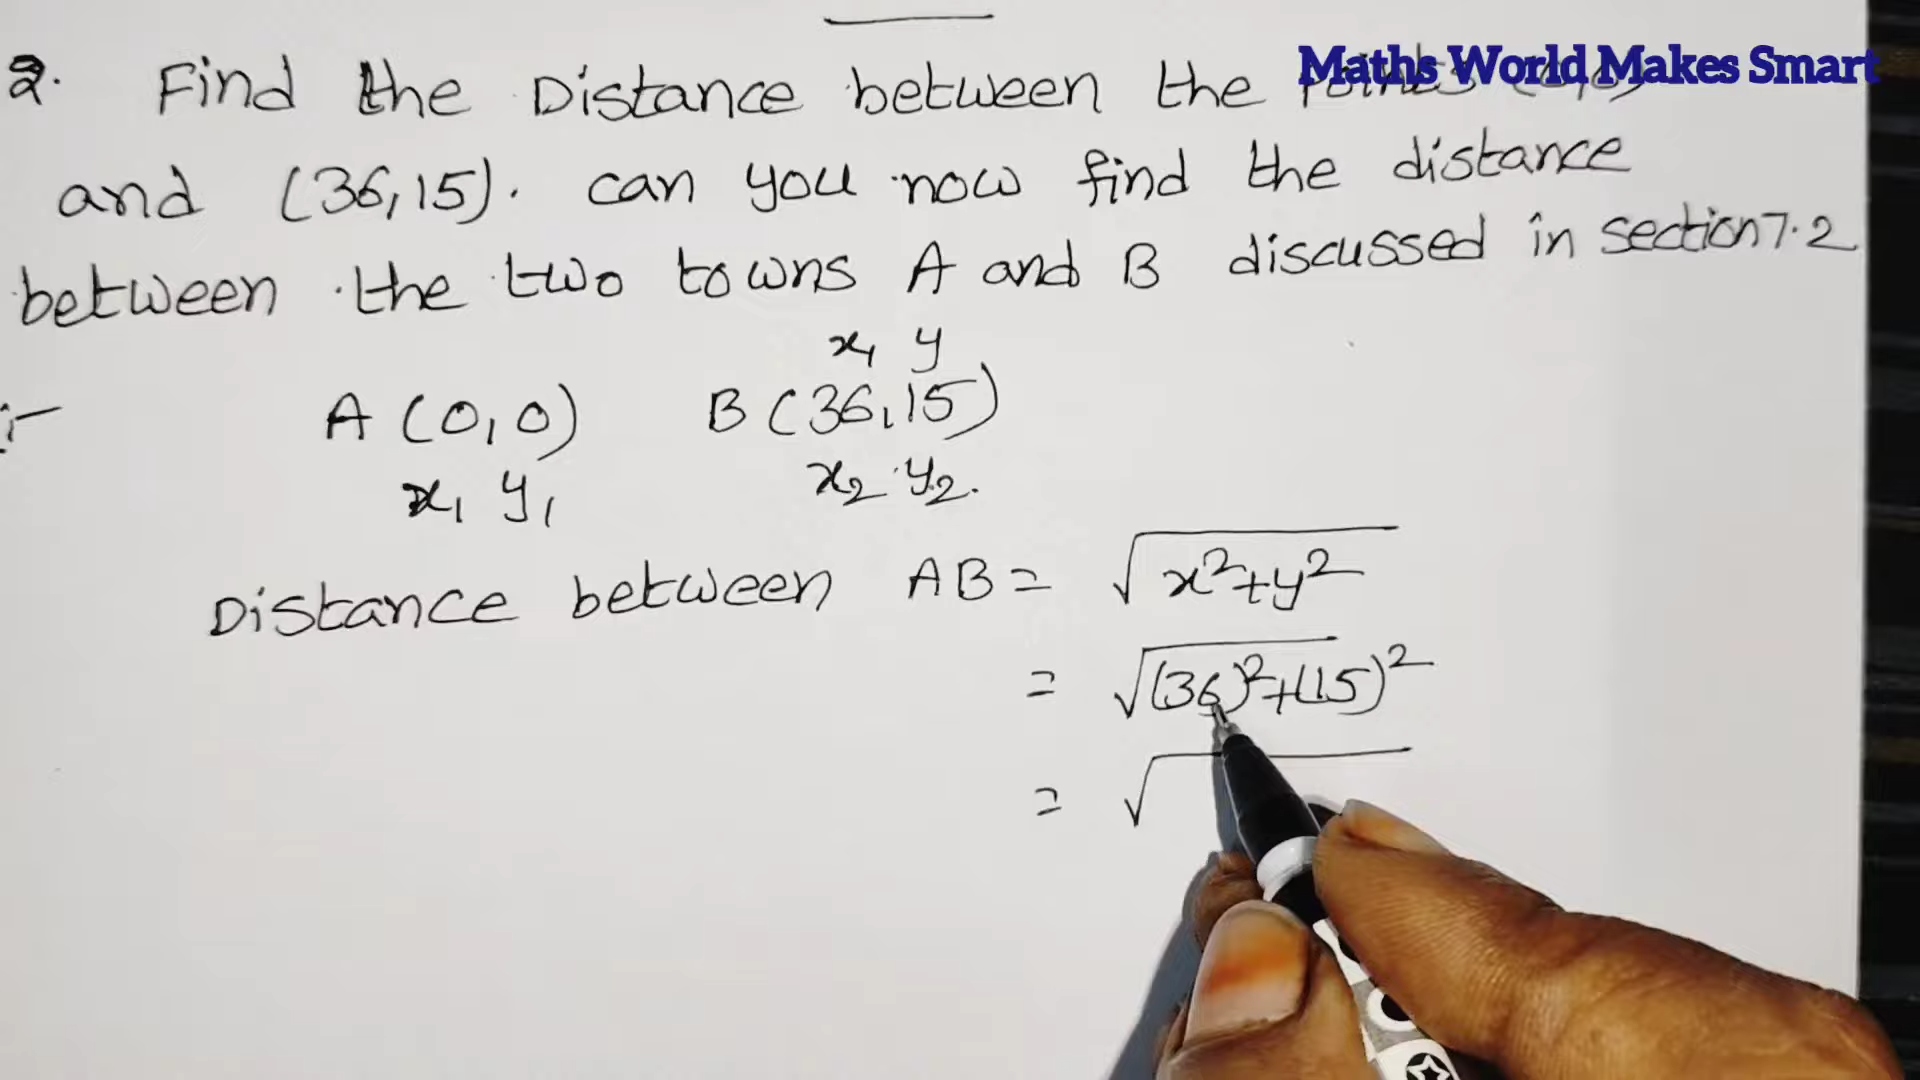 Maths World Makes Smart
2. Find the Distance between the
and (36,15). can you now find the distance
between the two towns A and B discussed in section 7.2
x, y
:- A (0,0) B (36,15)
x₁ y₁ x₂ y₂.
Distance between AB = √x²+y²
= √(36)²+(15)²
= √